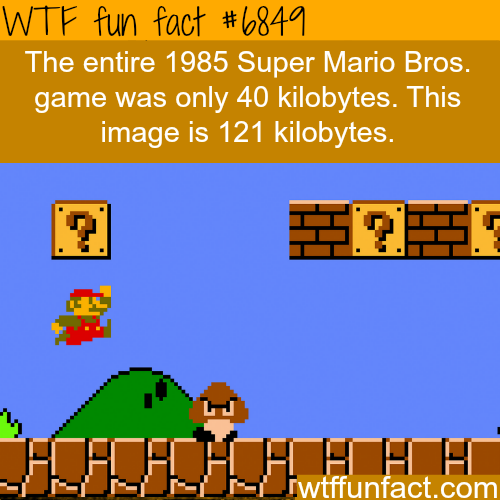 WTF fun fact #6849
The entire 1985 Super Mario Bros.
game was only 40 kilobytes. This
image is 121 kilobytes.
?
?
?
wtffunfact.com